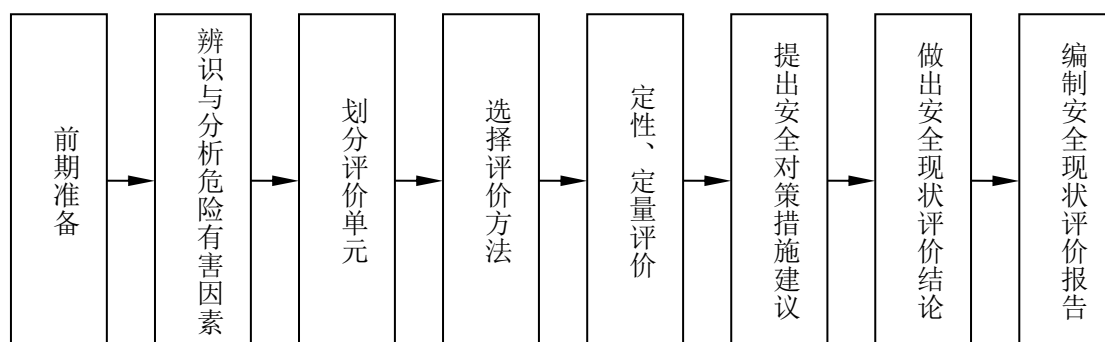 前期准备
辨识与分析危险有害因素
划分评价单元
选择评价方法
定性、定量评价
提出安全对策措施建议
做出安全现状评价结论
编制安全现状评价报告